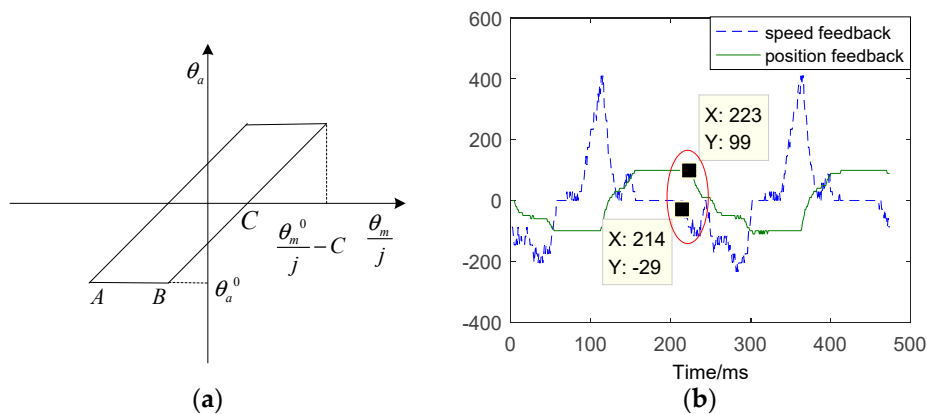 θₐ
C
θₘ⁰/j − C
θₘ/j
A
B
θₐ⁰
(a)
600
400
200
0
-200
-400
speed feedback
position feedback
X: 223
Y: 99
X: 214
Y: -29
0
100
200
300
400
500
Time/ms
(b)